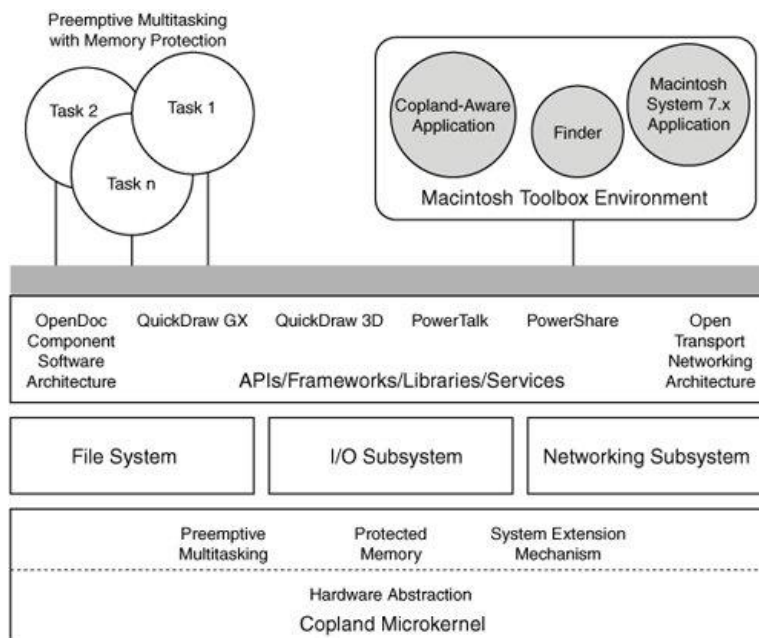 Preemptive Multitasking
with Memory Protection
Task 2
Task 1
Task n
Copland-Aware
Application
Finder
Macintosh
System 7.x
Application
Macintosh Toolbox Environment
OpenDoc
Component
Software
Architecture
QuickDraw GX
QuickDraw 3D
PowerTalk
PowerShare
Open
Transport
Networking
Architecture
APIs/Frameworks/Libraries/Services
File System
I/O Subsystem
Networking Subsystem
Preemptive
Multitasking
Protected
Memory
System Extension
Mechanism
Hardware Abstraction
Copland Microkernel